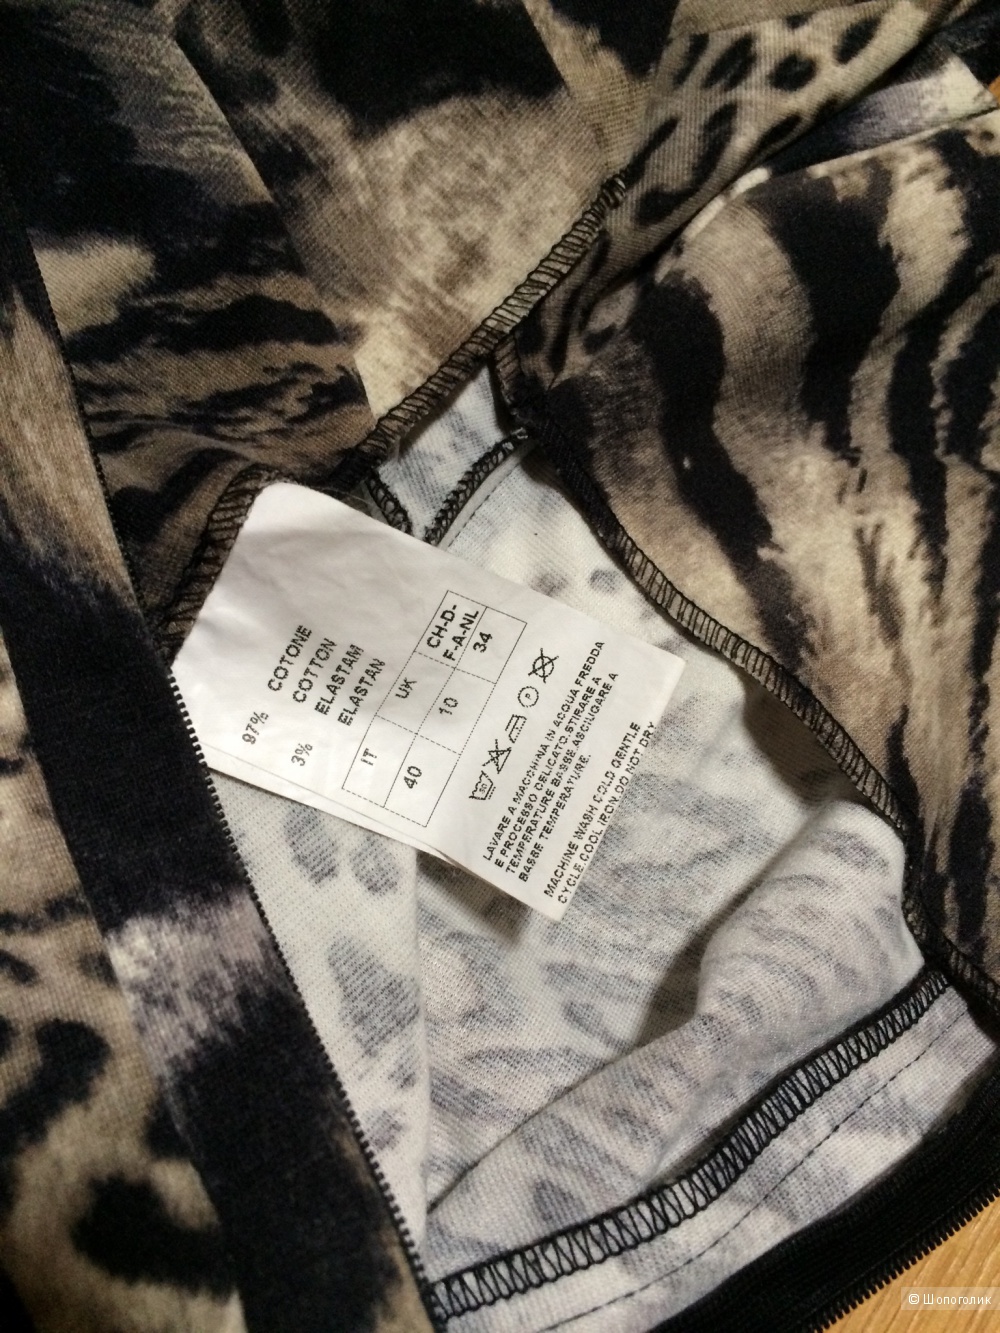 97% COTONE
COTTON
3% ELASTAM
ELASTAN
IT UK CH-D-
F-A-NL
40 10 34
30 P
LAVARE A MACCHINA IN ACQUA FREDDA
E PROCESSO DELICATO.STIRARE A
TEMPERATURE BASSE.ASCIUGARE A
BASSE TEMPERATURE.
MACHINE WASH COLD GENTLE
CYCLE.COOL IRON.DO NOT DRY
© Шопоголик